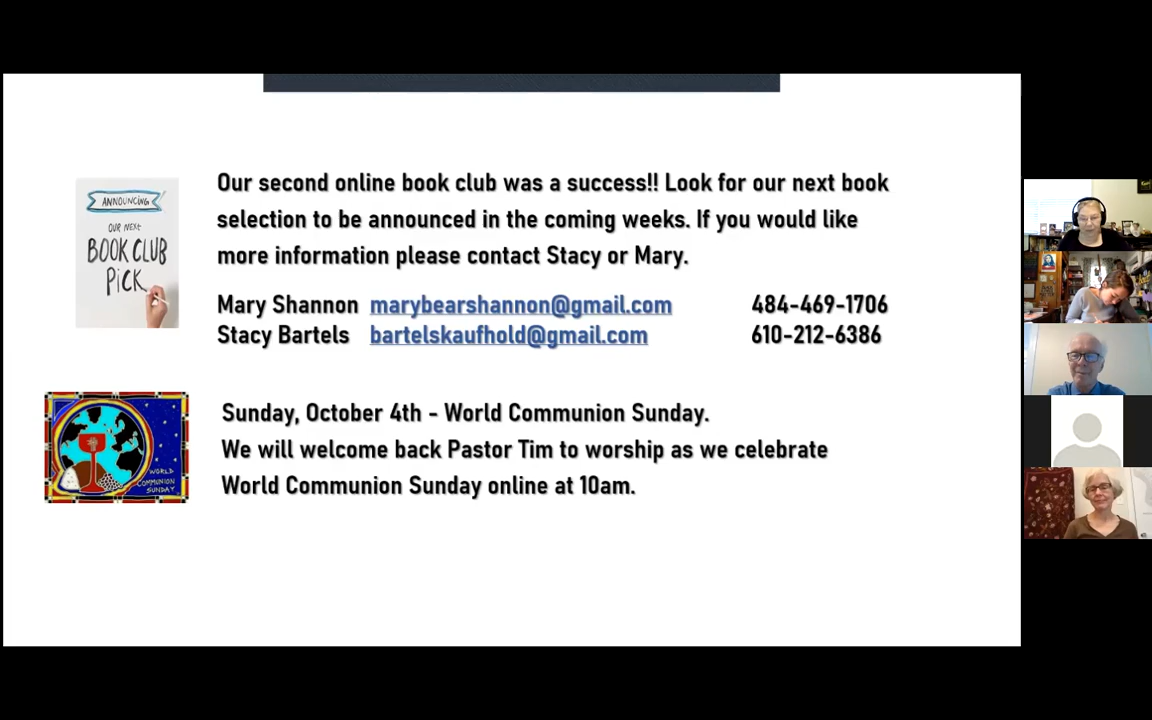 ANNOUNCING
OUR NEXT
BOOK CLUB
PICK
Our second online book club was a success!! Look for our next book
selection to be announced in the coming weeks. If you would like
more information please contact Stacy or Mary.
Mary Shannon marybearshannon@gmail.com 484-469-1706
Stacy Bartels bartelskaufhold@gmail.com 610-212-6386
WORLD
COMMUNION
SUNDAY
Sunday, October 4th - World Communion Sunday.
We will welcome back Pastor Tim to worship as we celebrate
World Communion Sunday online at 10am.